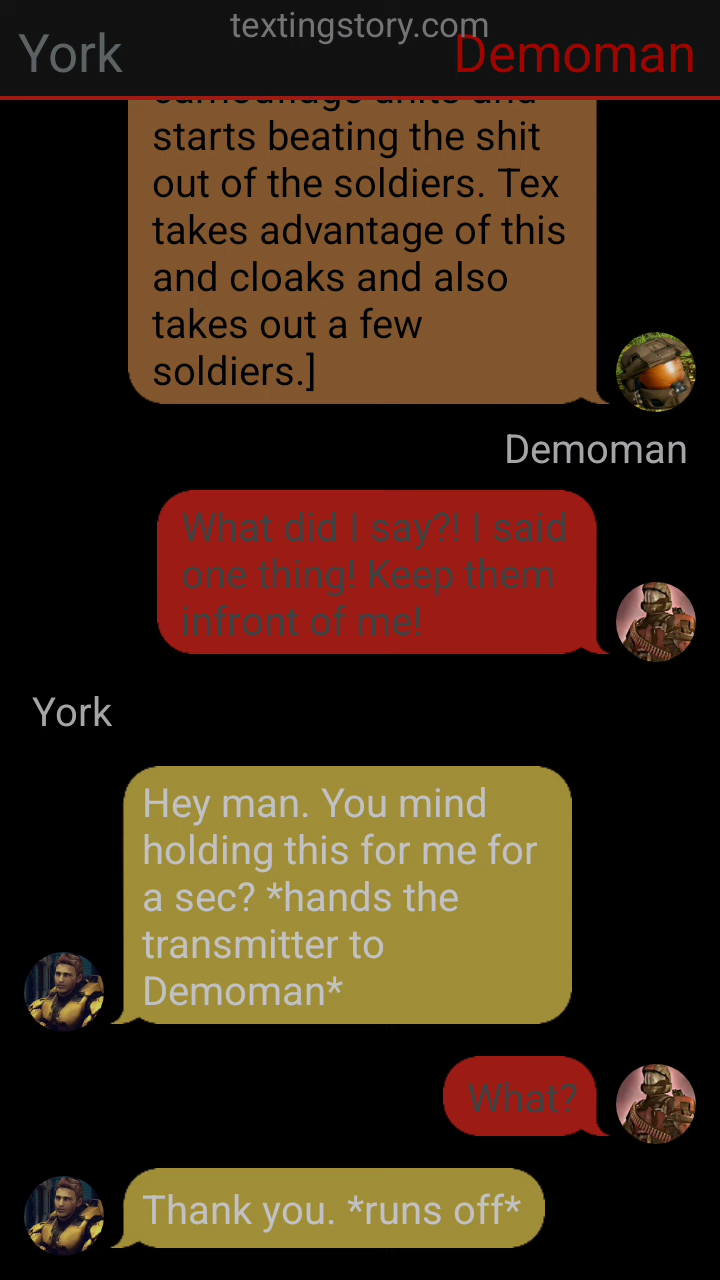 textingstory.com
York
Demoman
camouflage units and
starts beating the shit
out of the soldiers. Tex
takes advantage of this
and cloaks and also
takes out a few
soldiers.]
Demoman
What did I say?! I said
one thing! Keep them
infront of me!
York
Hey man. You mind
holding this for me for
a sec? *hands the
transmitter to
Demoman*
What?
Thank you. *runs off*